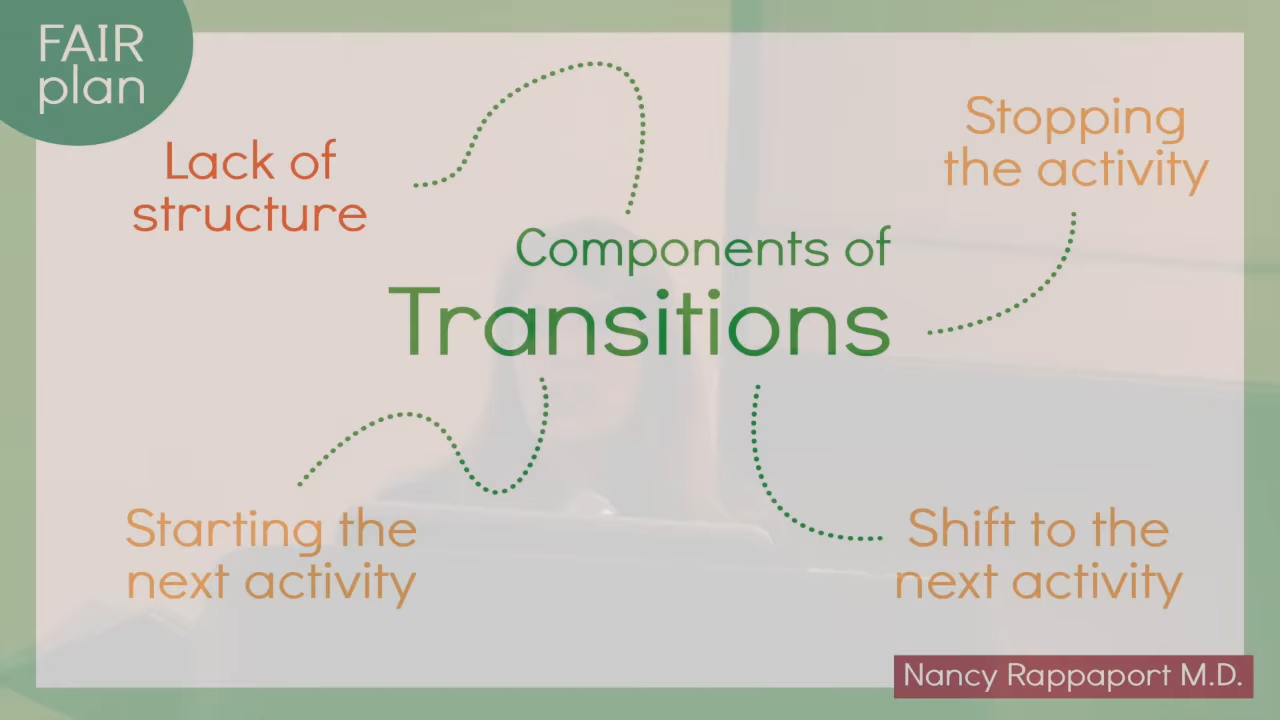 FAIR
plan
Lack of
structure
Stopping
the activity
Components of
Transitions
Starting the
next activity
Shift to the
next activity
Nancy Rappaport M.D.